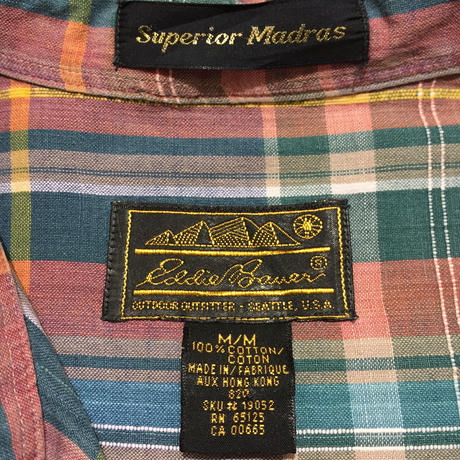 Superior Madras
Eddie Bauer ®
OUTDOOR OUTFITTER - SEATTLE, U.S.A.
M/M
100% COTTON/
COTON
MADE IN/FABRIQUE
AUX HONG KONG
820
SKU # 19052
RN 65125
CA 00665